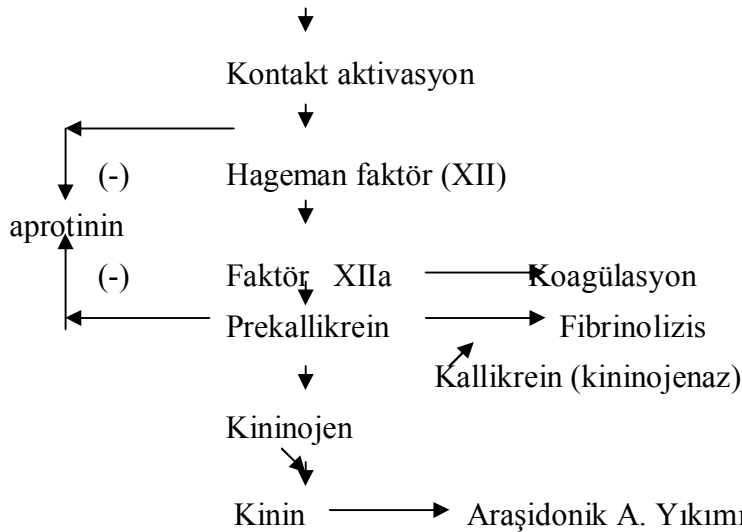 Kontakt aktivasyon
(-) Hageman faktör (XII)
aprotinin
(-) Faktör XIIa Koagülasyon
Prekallikrein Fibrinolizis
Kallikrein (kininojenaz)
Kininojen
Kinin Araşidonik A. Yıkımı